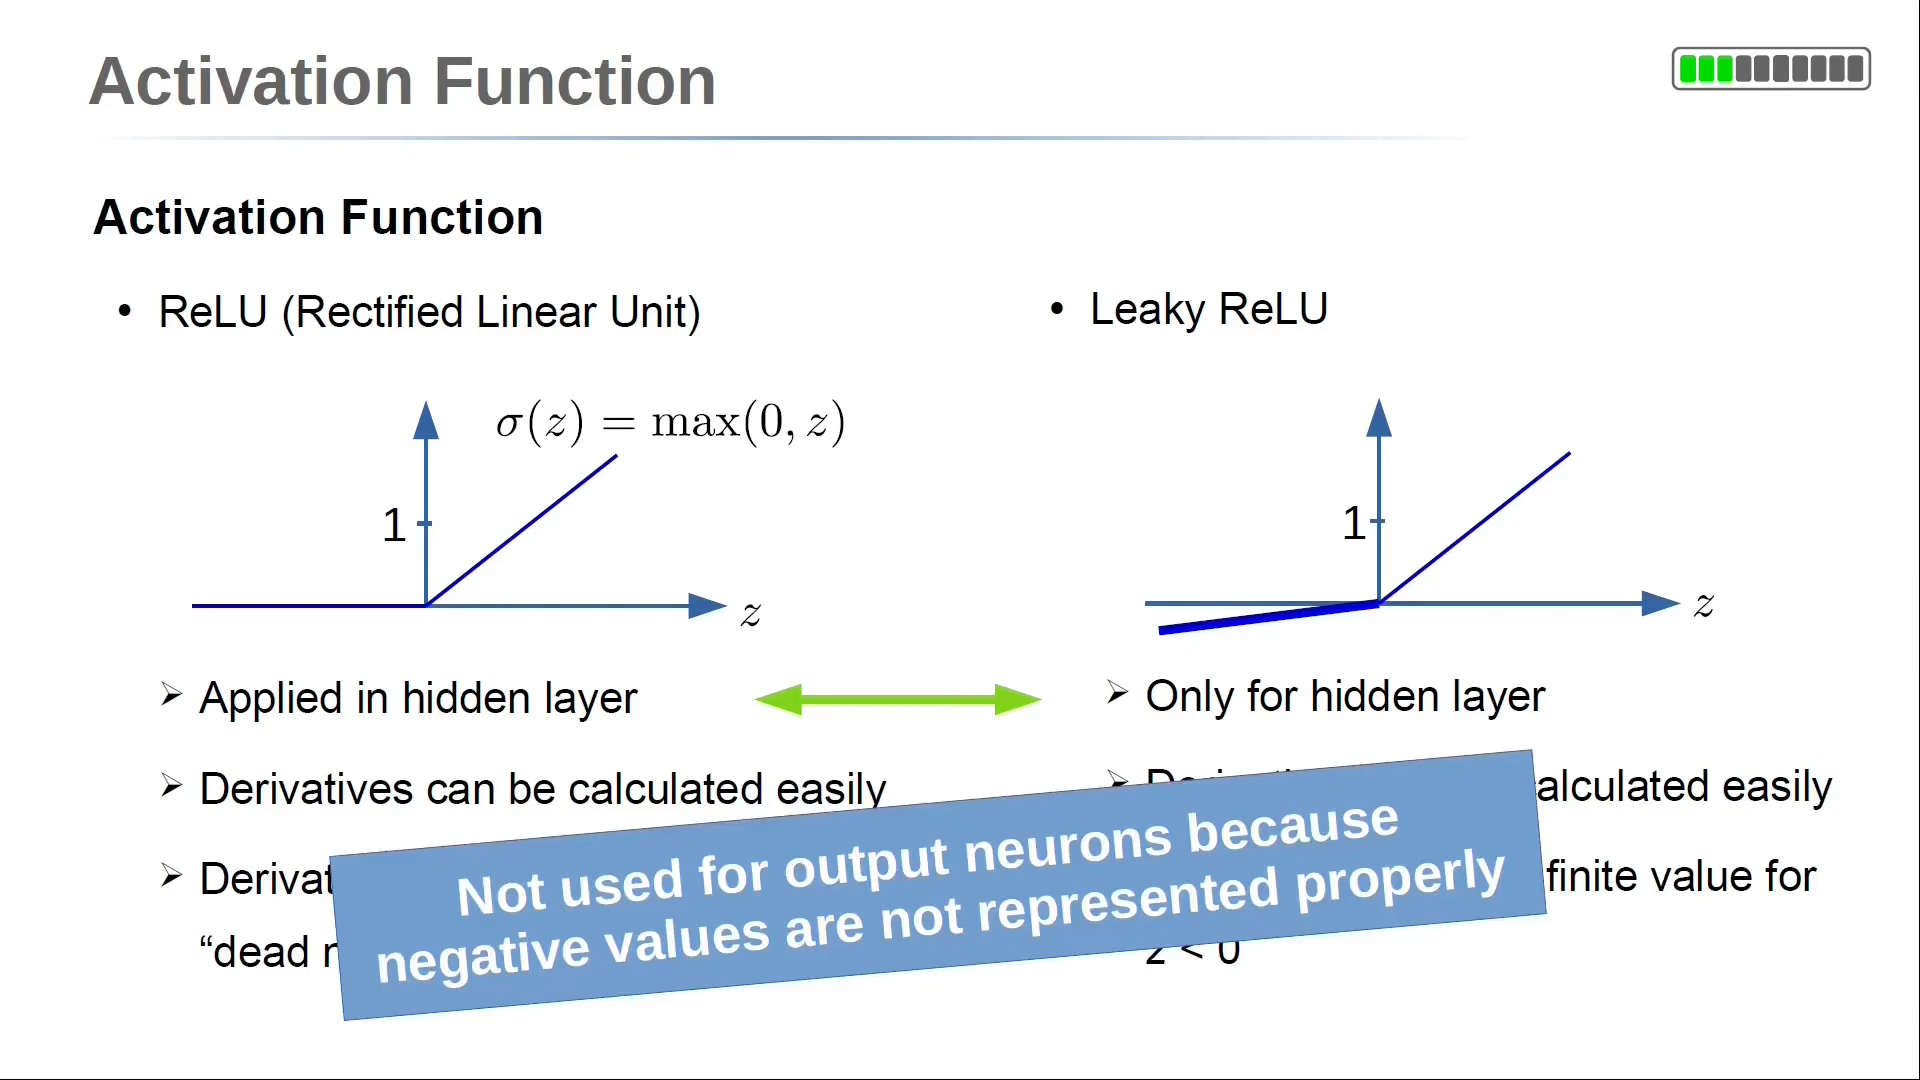 Activation Function
Activation Function
• ReLU (Rectified Linear Unit)
σ(z) = max(0, z)
1
z
➢ Applied in hidden layer
➢ Derivatives can be calculated easily
➢
“dead
• Leaky ReLU
1
z
➢ Only for hidden layer
➢ calculated easily
finite value for
z < 0
Not used for output neurons because
negative values are not represented properly